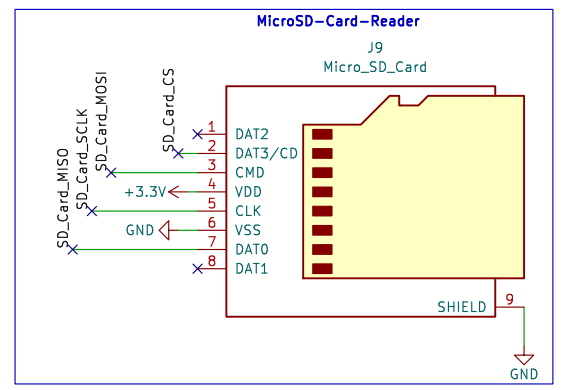 MicroSD-Card-Reader
J9
Micro_SD_Card
SD_Card_MISO
SD_Card_SCLK
SD_Card_MOSI
SD_Card_CS
1 DAT2
2 DAT3/CD
3 CMD
+3.3V 4 VDD
5 CLK
GND 6 VSS
7 DAT0
8 DAT1
SHIELD 9
GND